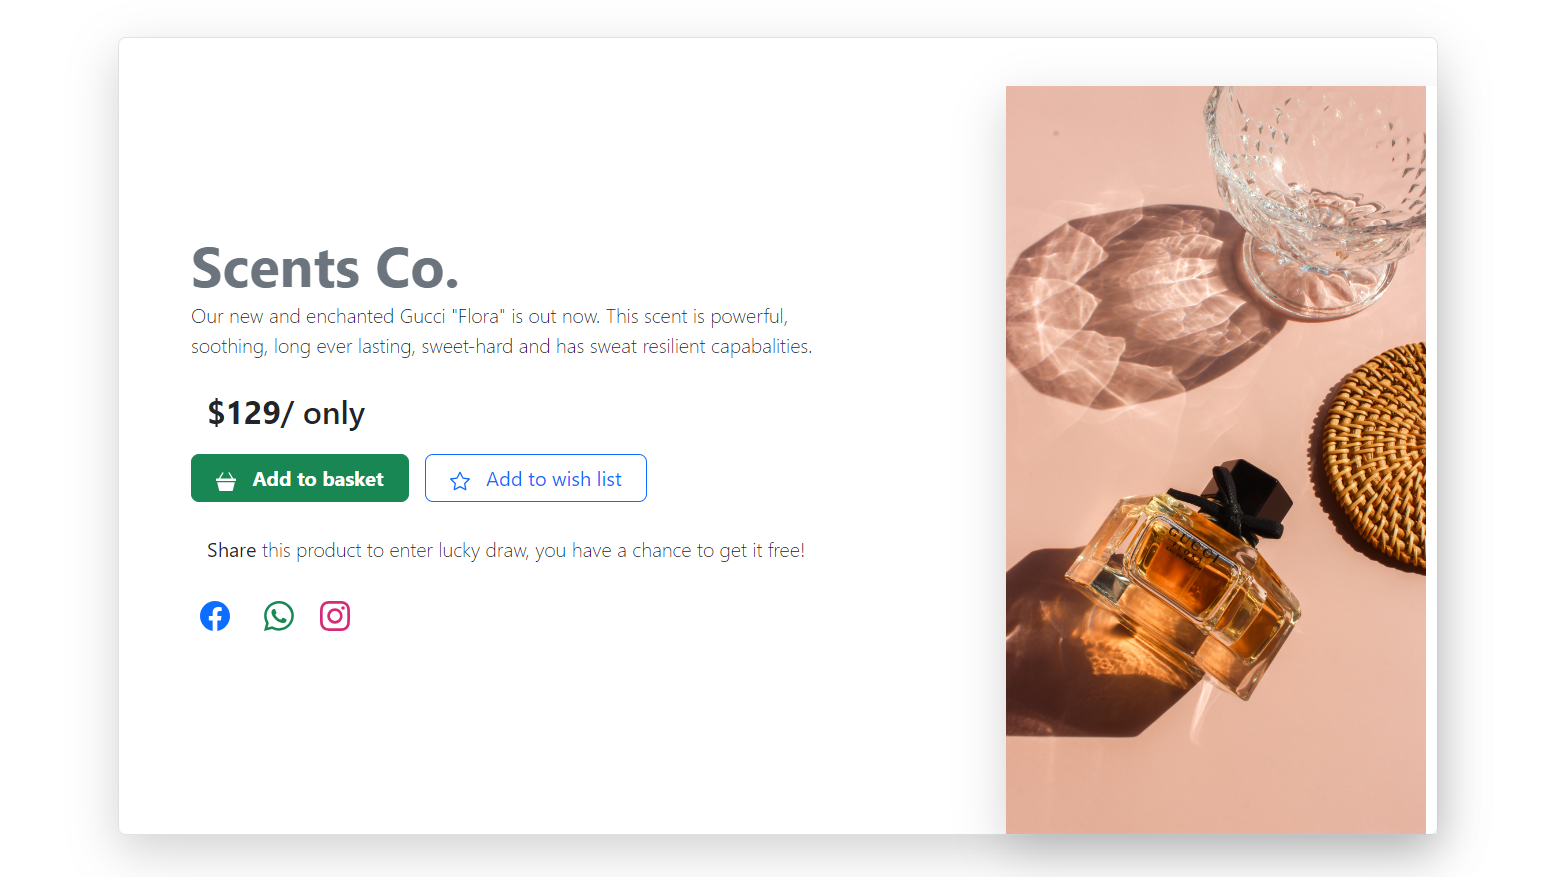 Scents Co.
Our new and enchanted Gucci "Flora" is out now. This scent is powerful,
soothing, long ever lasting, sweet-hard and has sweat resilient capabalities.
$129/ only
Add to basket
Add to wish list
Share this product to enter lucky draw, you have a chance to get it free!
GUCCI